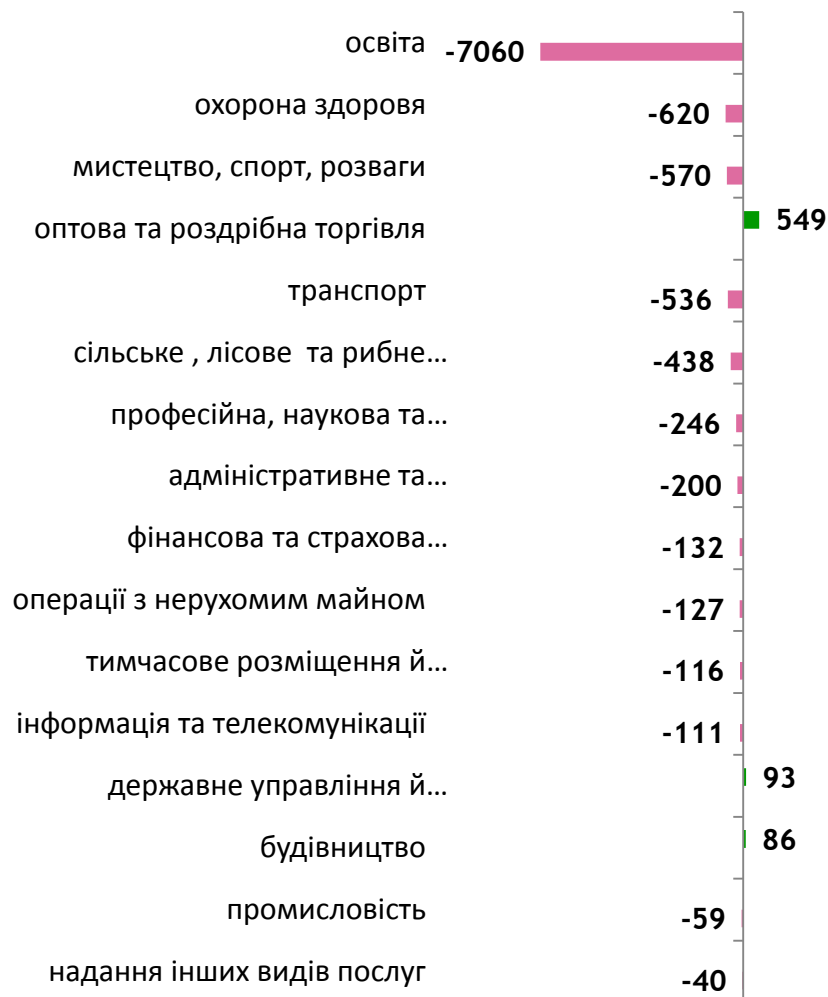 освіта -7060
охорона здоровя -620
мистецтво, спорт, розваги -570
оптова та роздрібна торгівля 549
транспорт -536
сільське , лісове та рибне… -438
професійна, наукова та… -246
адміністративне та… -200
фінансова та страхова… -132
операції з нерухомим майном -127
тимчасове розміщення й… -116
інформація та телекомунікації -111
державне управління й… 93
будівництво 86
промисловість -59
надання інших видів послуг -40